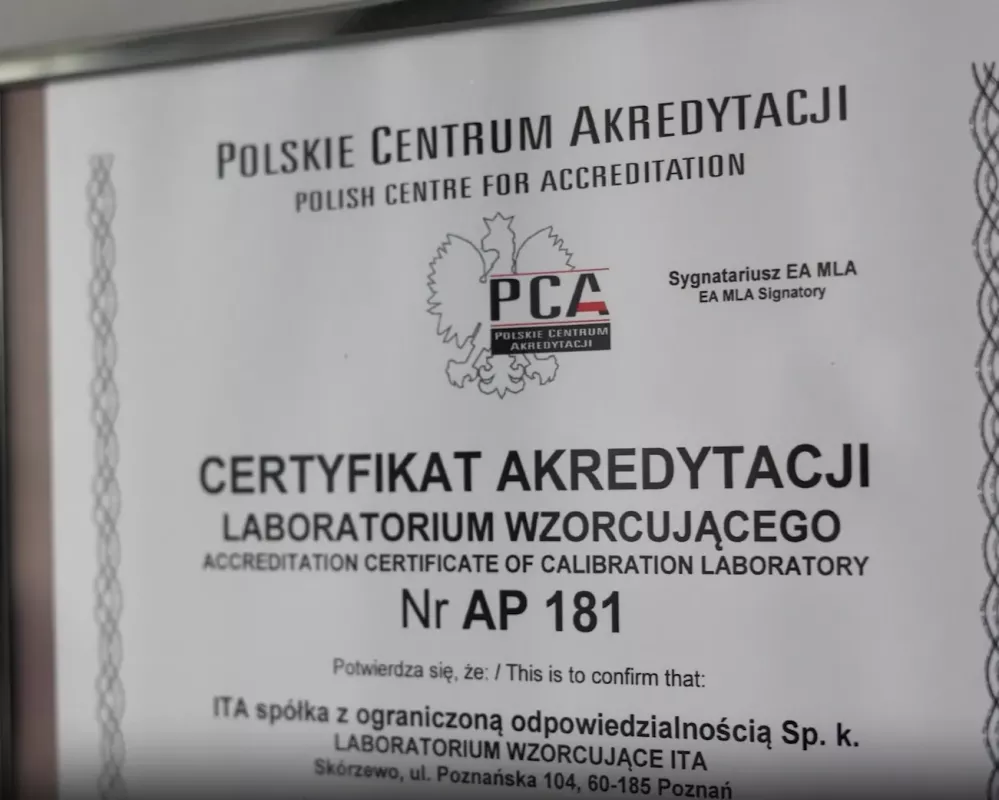 POLSKIE CENTRUM AKREDYTACJI
POLISH CENTRE FOR ACCREDITATION
PCA
POLSKIE CENTRUM
AKREDYTACJI
Sygnatariusz EA MLA
EA MLA Signatory
CERTYFIKAT AKREDYTACJI
LABORATORIUM WZORCUJĄCEGO
ACCREDITATION CERTIFICATE OF CALIBRATION LABORATORY
Nr AP 181
Potwierdza się, że: / This is to confirm that:
ITA spółka z ograniczoną odpowiedzialnością Sp. k.
LABORATORIUM WZORCUJĄCE ITA
Skórzewo, ul. Poznańska 104, 60-185 Poznań